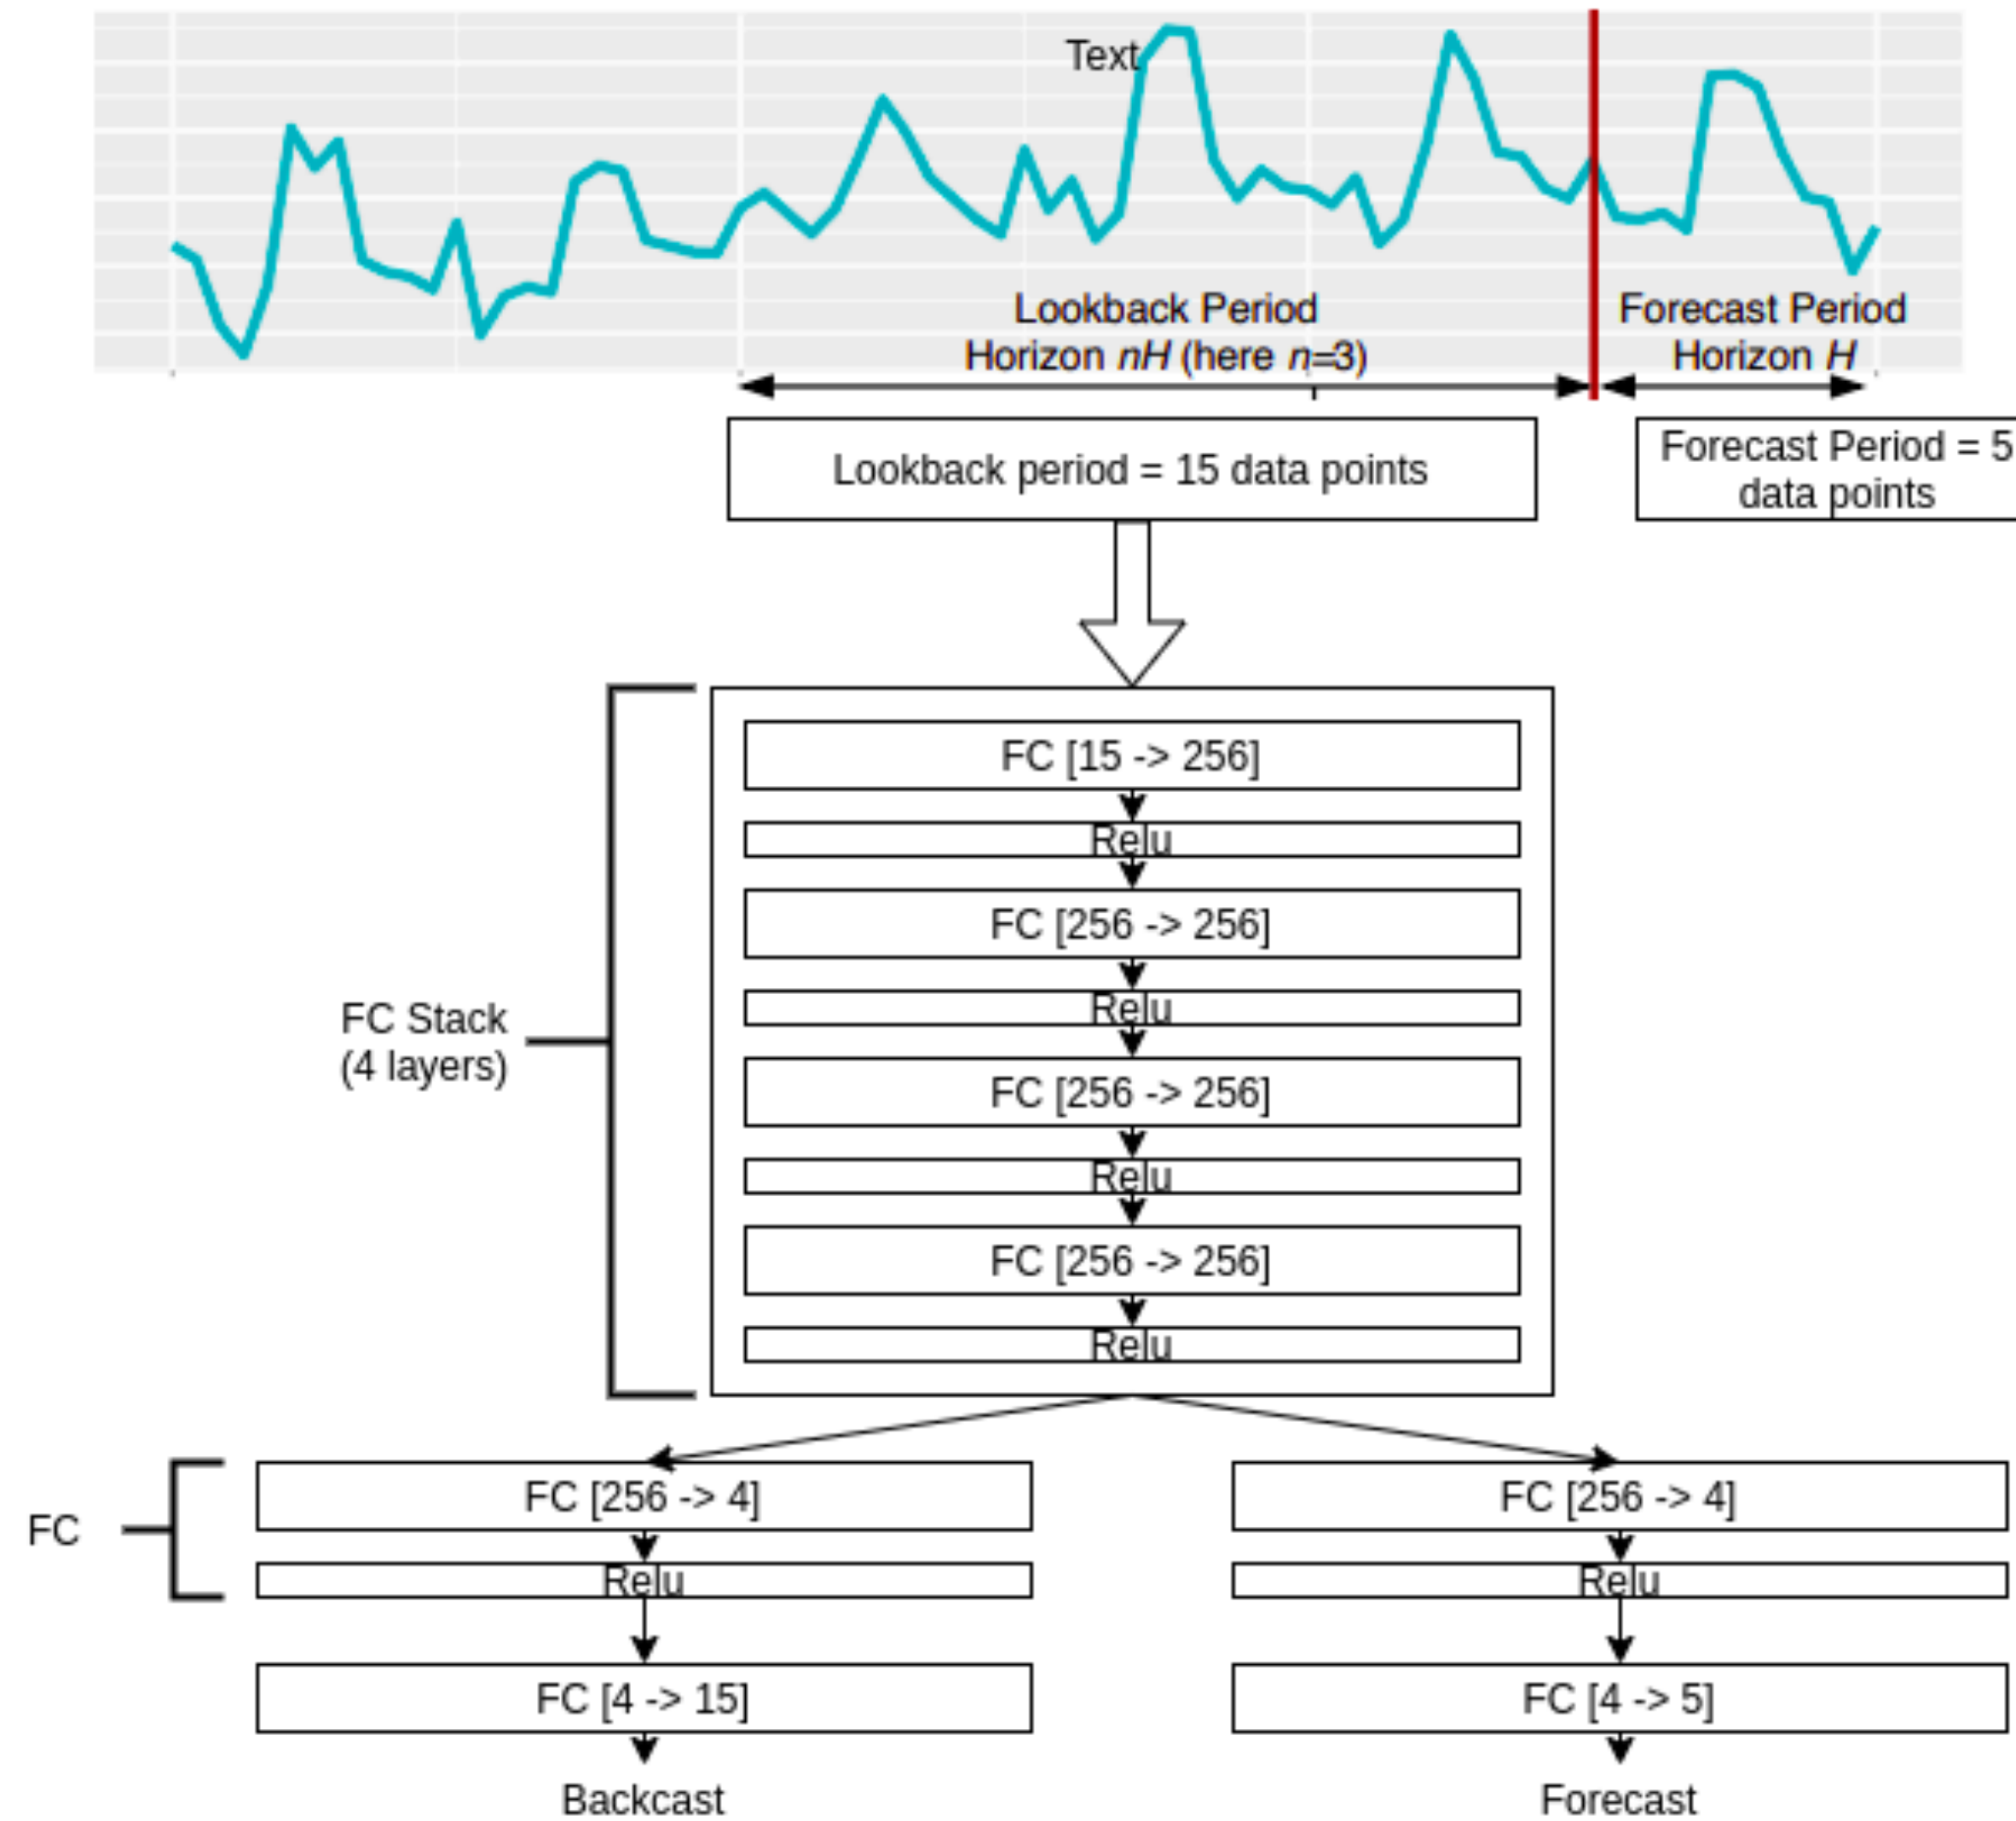 Text
Lookback Period
Horizon nH (here n=3)
Forecast Period
Horizon H
Lookback period = 15 data points
Forecast Period = 5
data points
FC [15 -> 256]
Relu
FC [256 -> 256]
Relu
FC [256 -> 256]
Relu
FC [256 -> 256]
Relu
FC Stack
(4 layers)
FC
FC [256 -> 4]
Relu
FC [4 -> 15]
Backcast
FC [256 -> 4]
Relu
FC [4 -> 5]
Forecast